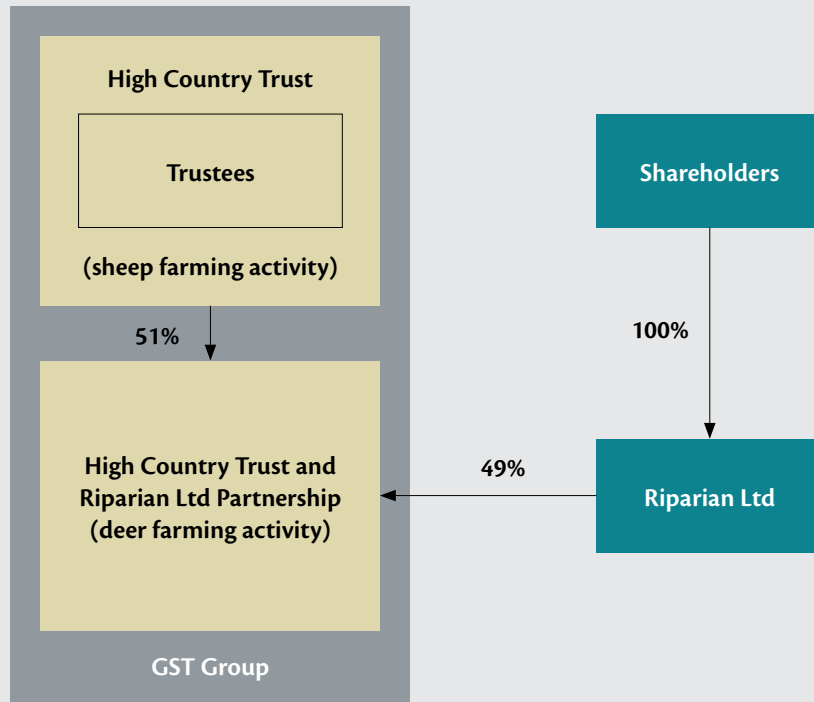 High Country Trust
Trustees
(sheep farming activity)
51%
High Country Trust and
Riparian Ltd Partnership
(deer farming activity)
GST Group
Shareholders
100%
49%
Riparian Ltd